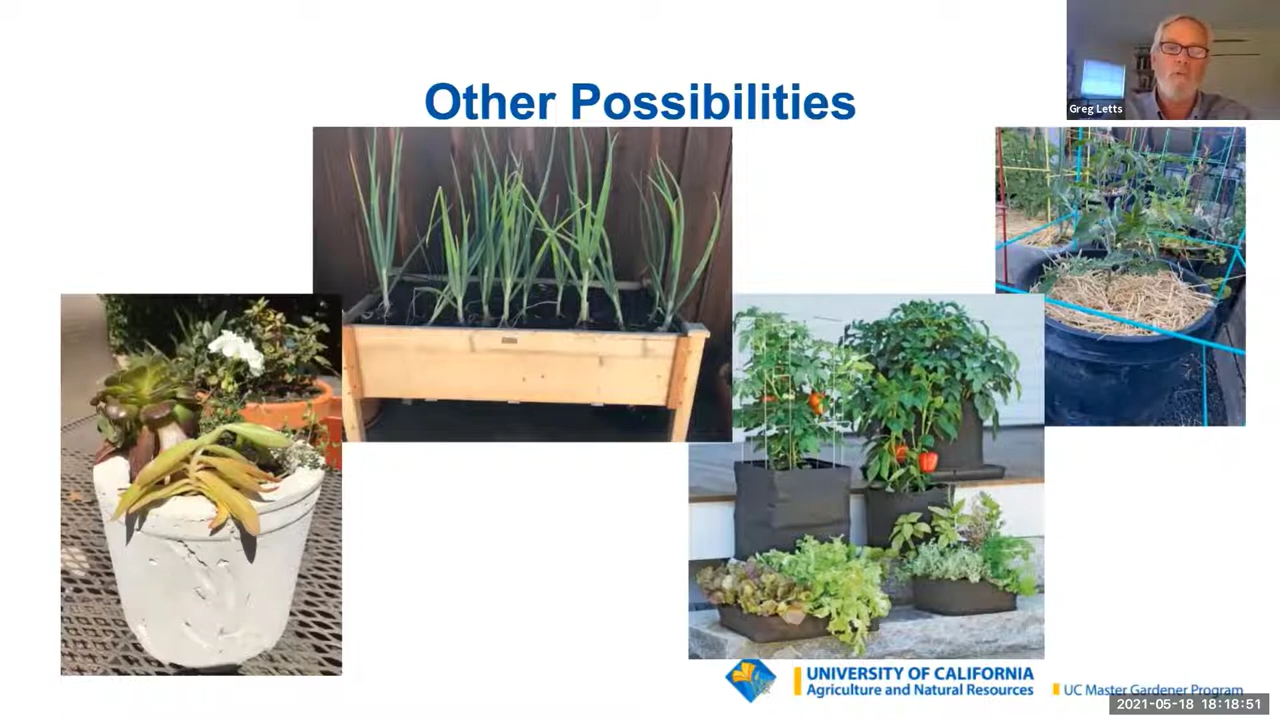 Other Possibilities
Greg Letts
UNIVERSITY OF CALIFORNIA
Agriculture and Natural Resources
UC Master Gardener Program
2021-05-18 18:18:51